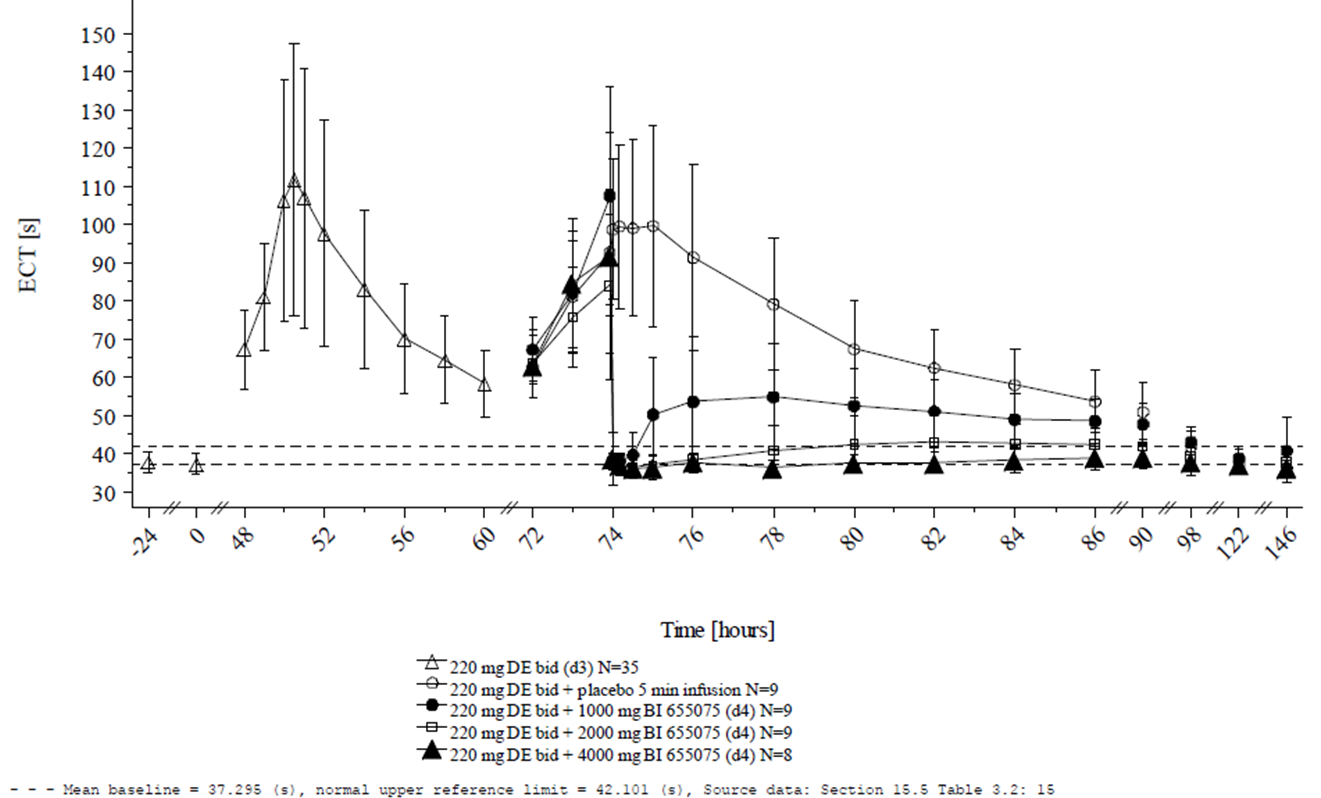 150
140
130
120
110
100
90
80
70
60
50
40
30
ECT [s]
-24 0 48 52 56 60 72 74 76 78 80 82 84 86 90 98 122 146
Time [hours]
220 mg DE bid (d3) N=35
220 mg DE bid + placebo 5 min infusion N=9
220 mg DE bid + 1000 mg BI 655075 (d4) N=9
220 mg DE bid + 2000 mg BI 655075 (d4) N=9
220 mg DE bid + 4000 mg BI 655075 (d4) N=8
- - - Mean baseline = 37.295 (s), normal upper reference limit = 42.101 (s), Source data: Section 15.5 Table 3.2: 15